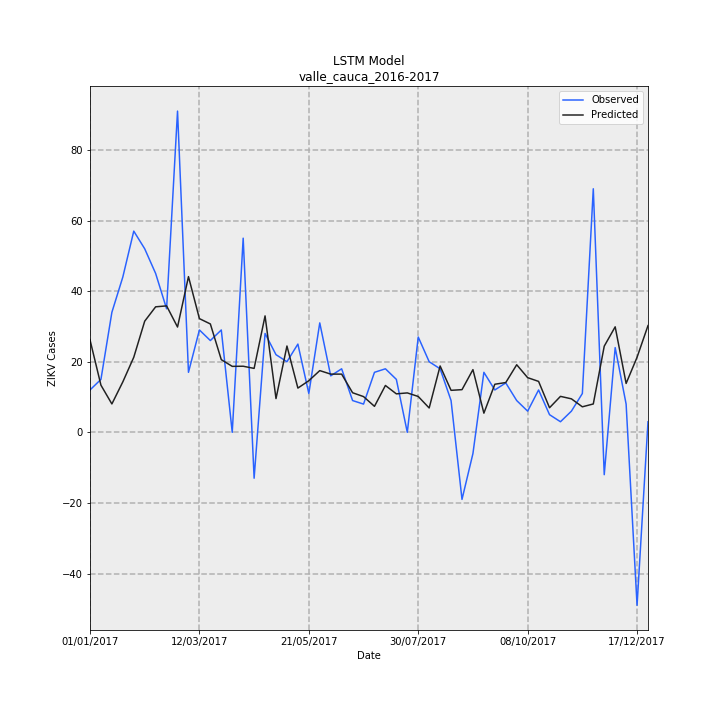 LSTM Model
valle_cauca_2016-2017
Observed
Predicted
80
60
40
20
0
−20
−40
ZIKV Cases
01/01/2017 12/03/2017 21/05/2017 30/07/2017 08/10/2017 17/12/2017
Date